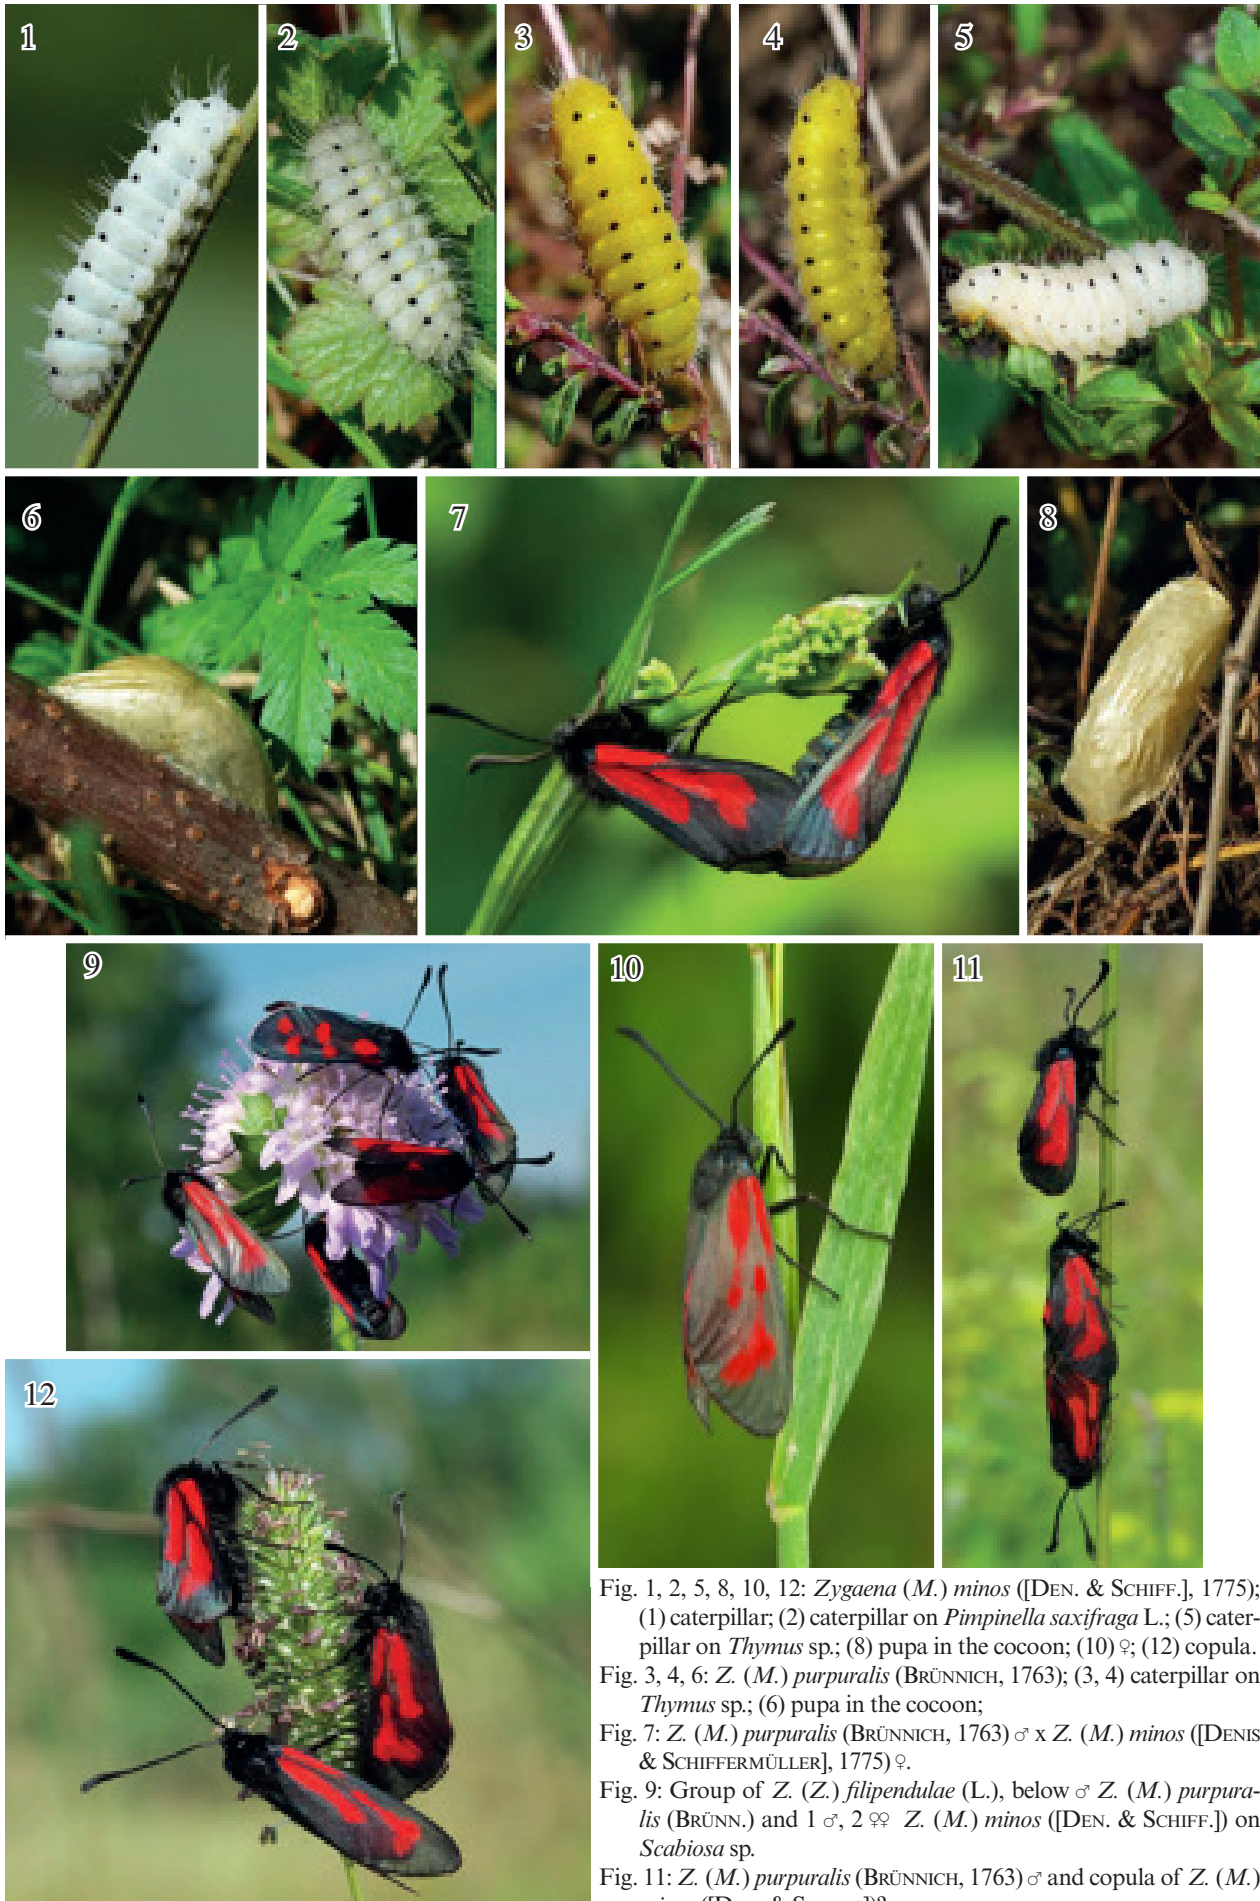 1
2
3
4
5
6
7
8
9
10
11
12
Fig. 1, 2, 5, 8, 10, 12: Zygaena (M.) minos ([DEN. & SCHIFF.], 1775);
(1) caterpillar; (2) caterpillar on Pimpinella saxifraga L.; (5) cater-
pillar on Thymus sp.; (8) pupa in the cocoon; (10) ♀; (12) copula.
Fig. 3, 4, 6: Z. (M.) purpuralis (BRÜNNICH, 1763); (3, 4) caterpillar on
Thymus sp.; (6) pupa in the cocoon;
Fig. 7: Z. (M.) purpuralis (BRÜNNICH, 1763) ♂ x Z. (M.) minos ([DENIS
& SCHIFFERMÜLLER], 1775) ♀.
Fig. 9: Group of Z. (Z.) filipendulae (L.), below ♂ Z. (M.) purpura-
lis (BRÜNN.) and 1 ♂, 2 ♀♀ Z. (M.) minos ([DEN. & SCHIFF.]) on
Scabiosa sp.
Fig. 11: Z. (M.) purpuralis (BRÜNNICH, 1763) ♂ and copula of Z. (M.)